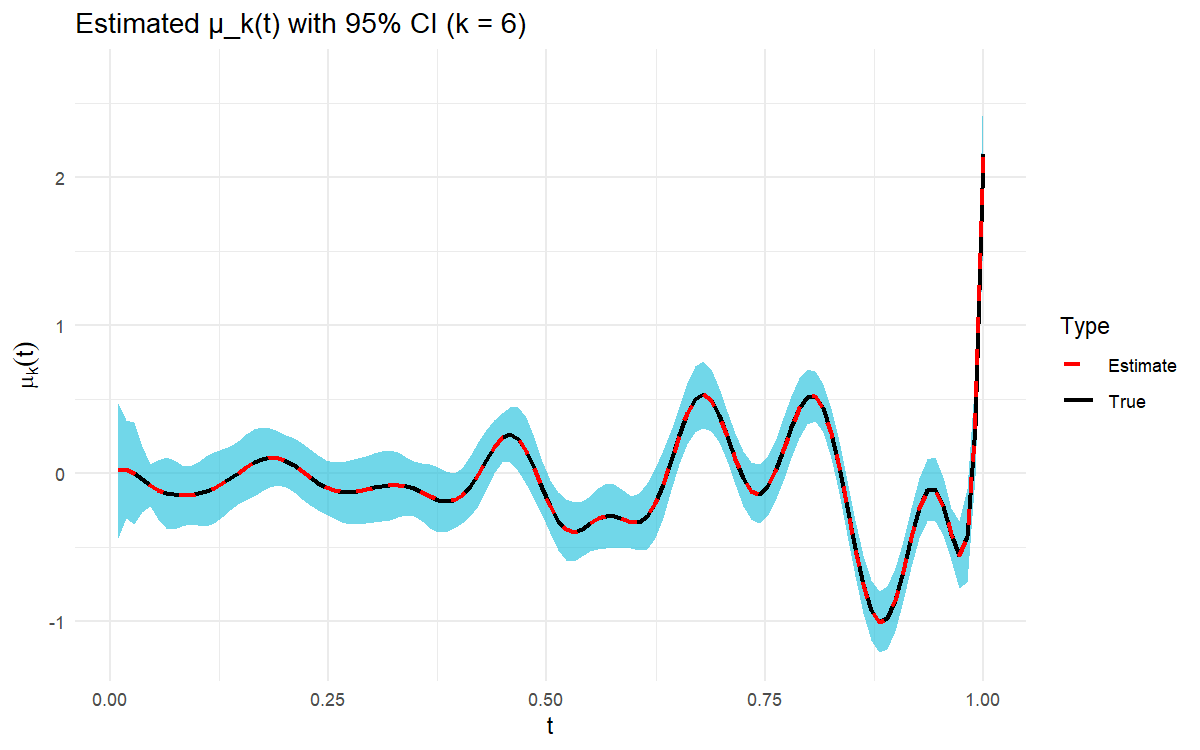 Estimated µ_k(t) with 95% CI (k = 6)
2
1
0
-1
μk(t)
0.00 0.25 0.50 0.75 1.00
t
Type
Estimate
True